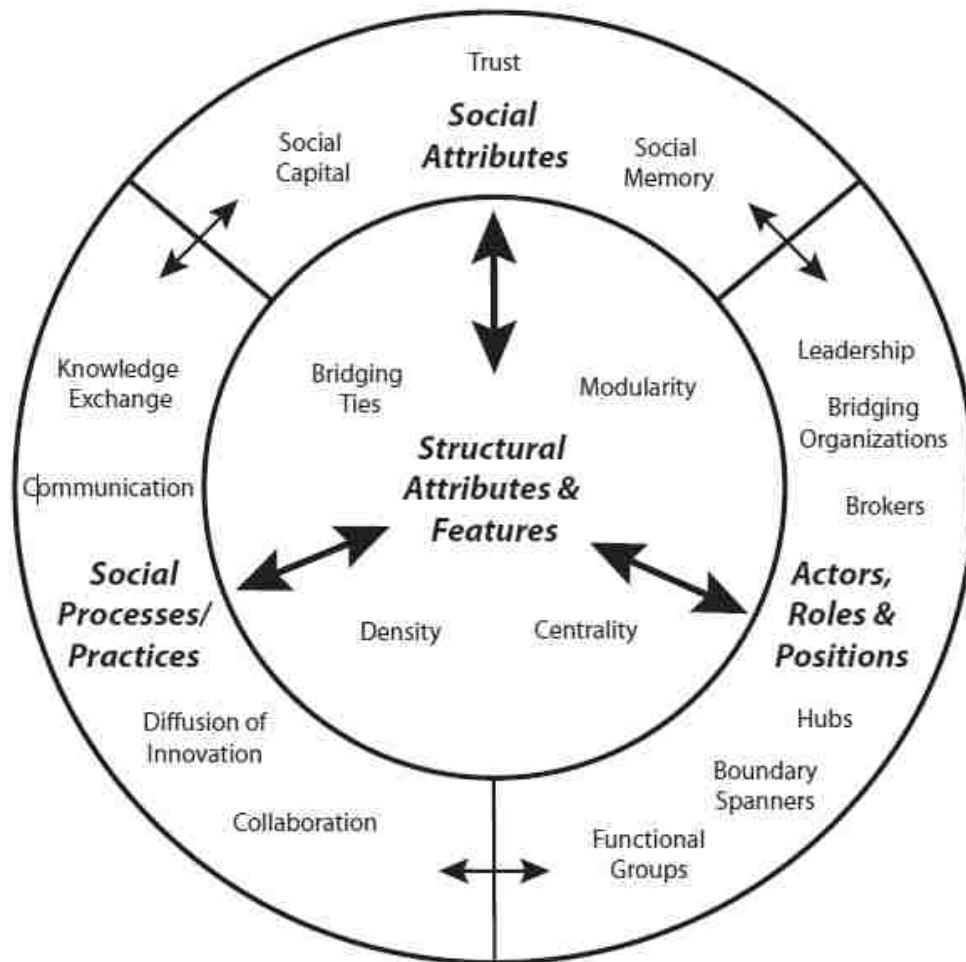 Trust
Social
Attributes
Social
Capital
Social
Memory
Knowledge
Exchange
Communication
Social
Processes/
Practices
Diffusion of
Innovation
Collaboration
Bridging
Ties
Modularity
Structural
Attributes &
Features
Density
Centrality
Leadership
Bridging
Organizations
Brokers
Actors,
Roles &
Positions
Hubs
Boundary
Spanners
Functional
Groups